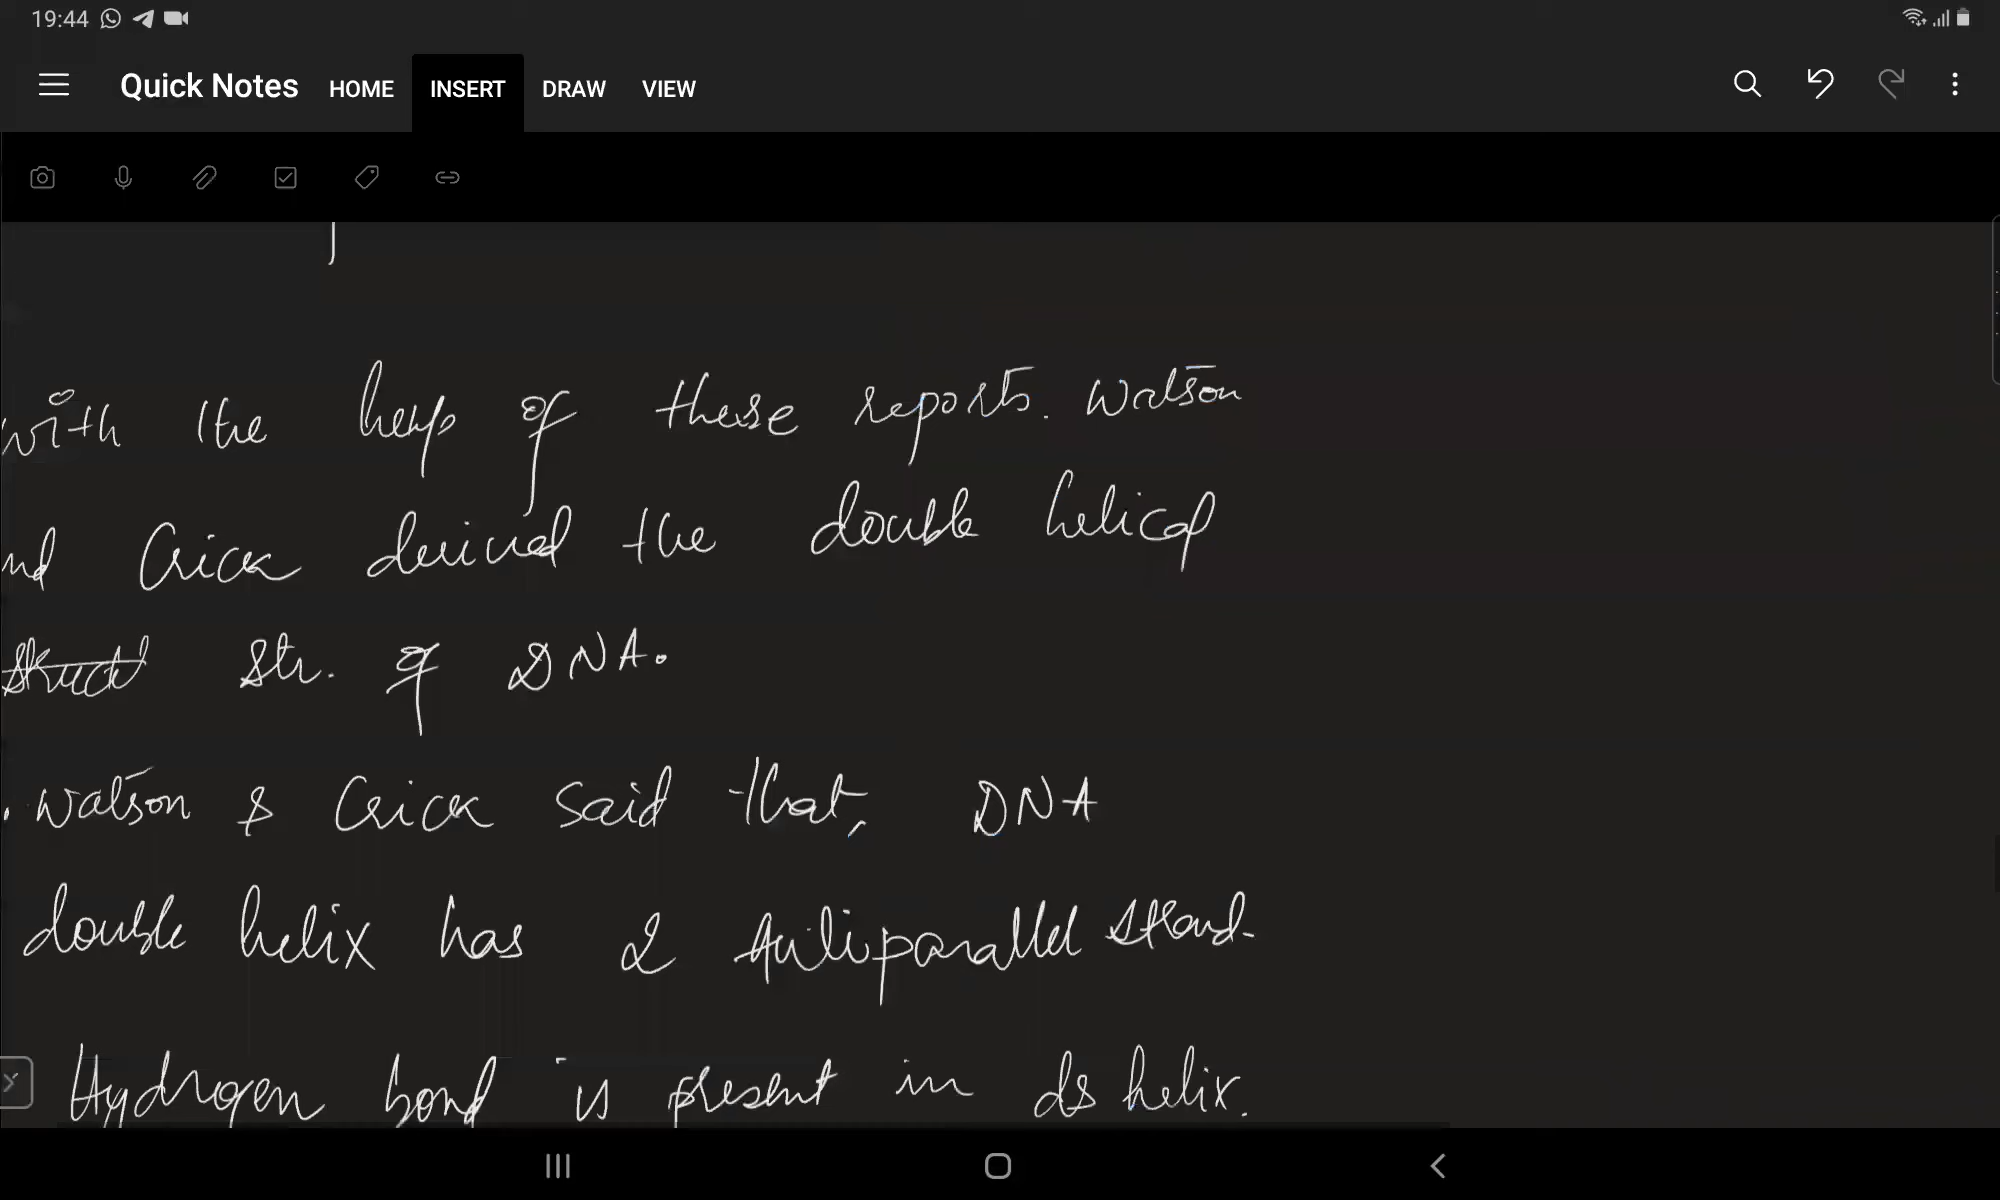 19:44
Quick Notes HOME INSERT DRAW VIEW
with the help of these reports. Watson
nd Crick derived the double helical
struct str. of DNA.
. Watson & Crick said that, DNA
double helix has 2 Antiparallel strand-
Hydrogen bond is present in ds helix.